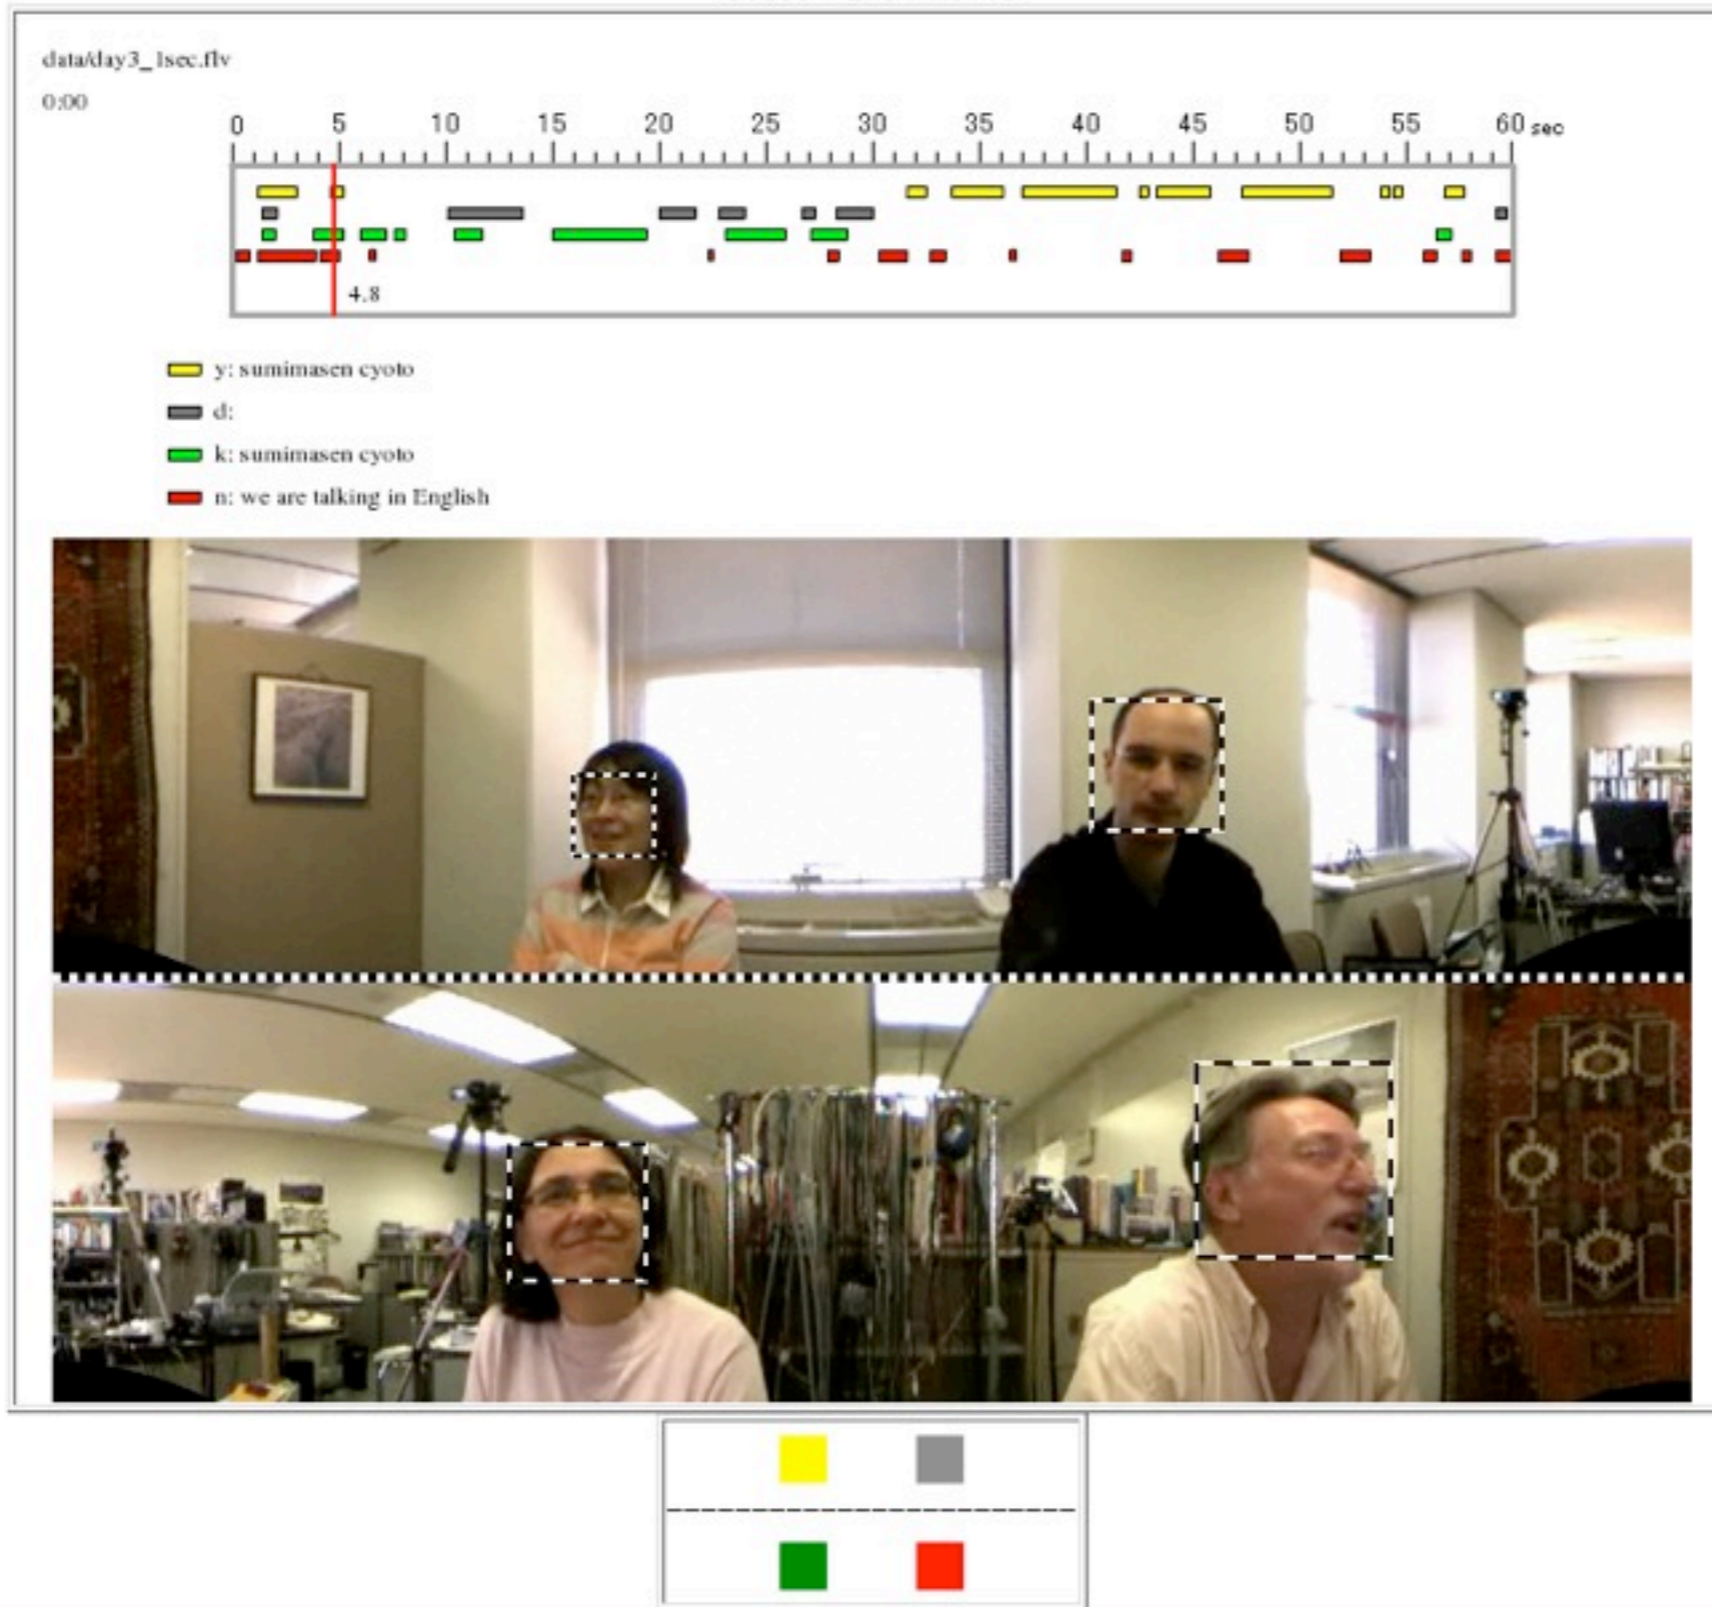 data/day3_1sec.flv
0:00
0 5 10 15 20 25 30 35 40 45 50 55 60 sec
4.8
y: sumimasen cyoto
d:
k: sumimasen cyoto
n: we are talking in English